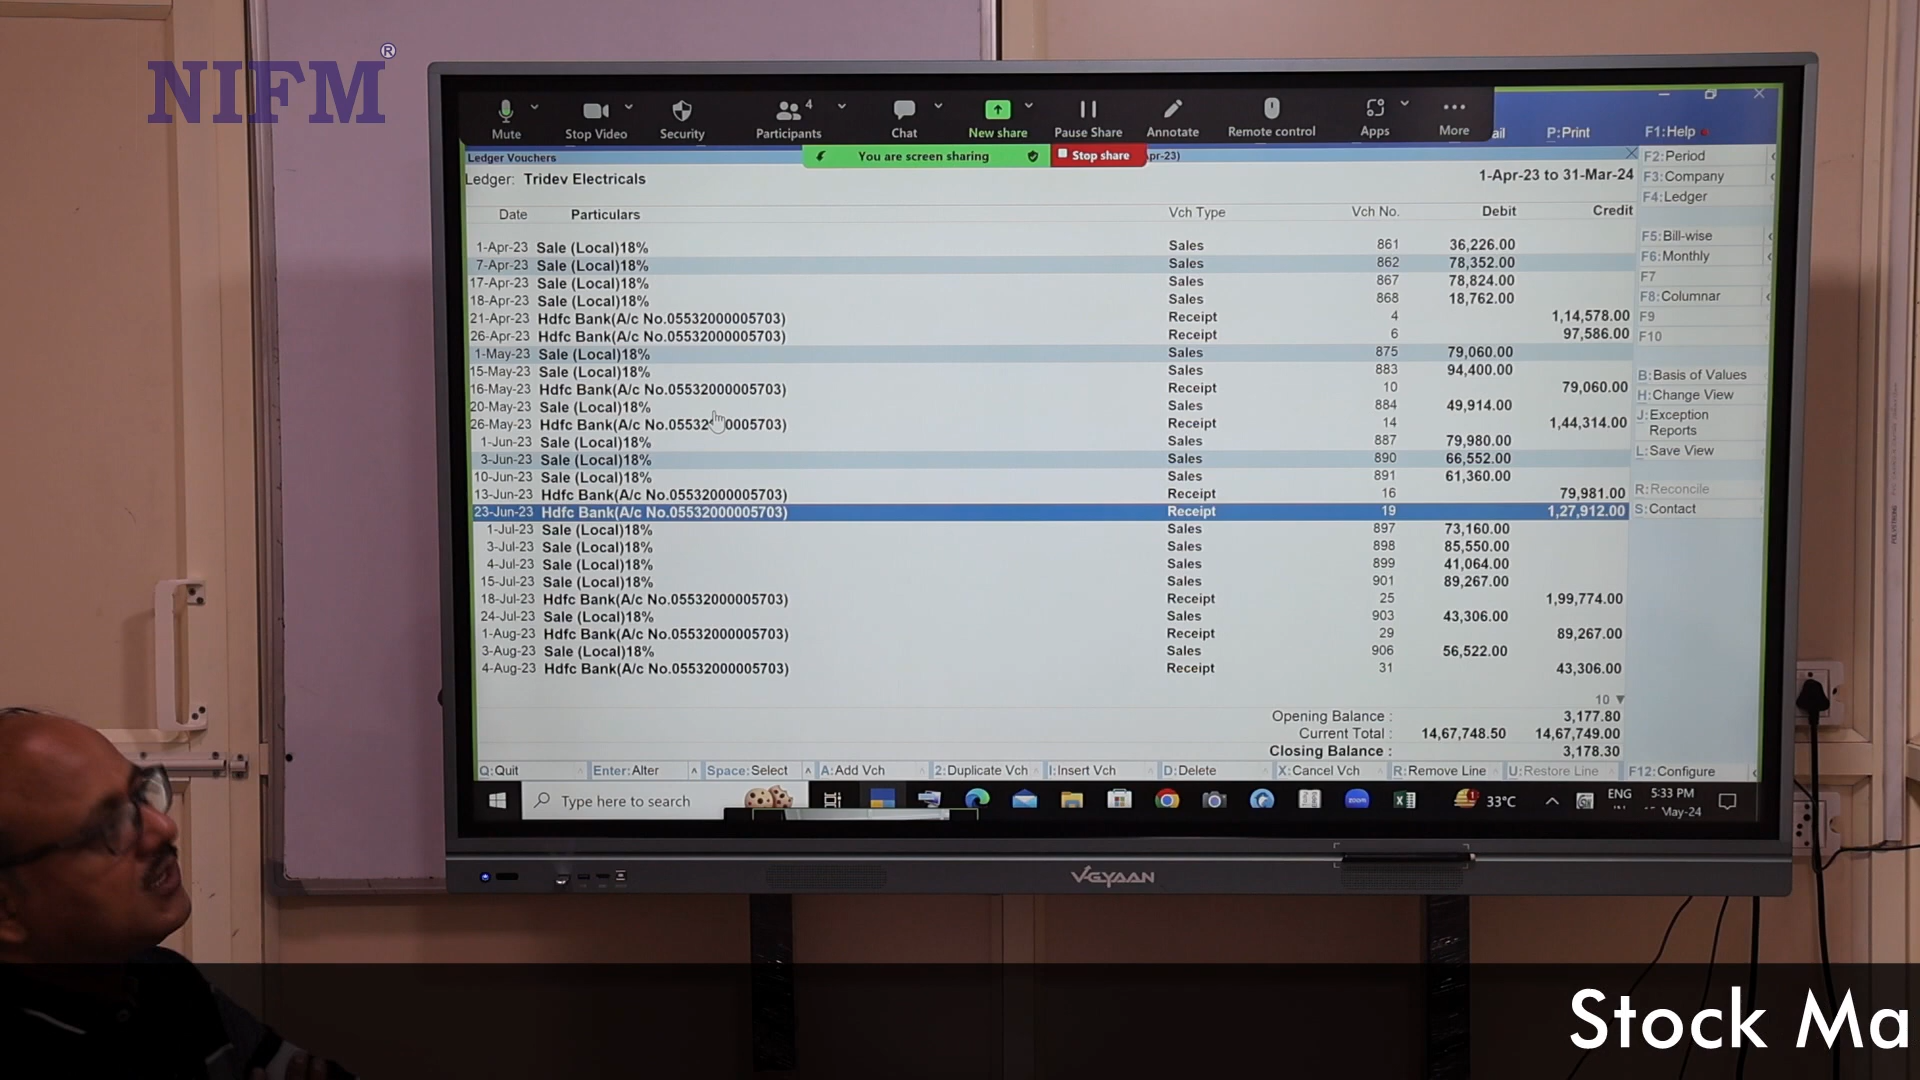 NIFM ®
Mute Stop Video Security Participants 4 Chat New share Pause Share Annotate Remote control Apps More
ail P:Print F1:Help
You are screen sharing Stop share
Ledger Vouchers pr-23)
Ledger: Tridev Electricals 1-Apr-23 to 31-Mar-24
Date Particulars Vch Type Vch No. Debit Credit
1-Apr-23 Sale (Local)18% Sales 861 36,226.00
7-Apr-23 Sale (Local)18% Sales 862 78,352.00
17-Apr-23 Sale (Local)18% Sales 867 78,824.00
18-Apr-23 Sale (Local)18% Sales 868 18,762.00
21-Apr-23 Hdfc Bank(A/c No.05532000005703) Receipt 4 1,14,578.00
26-Apr-23 Hdfc Bank(A/c No.05532000005703) Receipt 6 97,586.00
1-May-23 Sale (Local)18% Sales 875 79,060.00
15-May-23 Sale (Local)18% Sales 883 94,400.00
16-May-23 Hdfc Bank(A/c No.05532000005703) Receipt 10 79,060.00
20-May-23 Sale (Local)18% Sales 884 49,914.00
26-May-23 Hdfc Bank(A/c No.05532 0005703) Receipt 14 1,44,314.00
1-Jun-23 Sale (Local)18% Sales 887 79,980.00
3-Jun-23 Sale (Local)18% Sales 890 66,552.00
10-Jun-23 Sale (Local)18% Sales 891 61,360.00
13-Jun-23 Hdfc Bank(A/c No.05532000005703) Receipt 16 79,981.00
23-Jun-23 Hdfc Bank(A/c No.05532000005703) Receipt 19 1,27,912.00
1-Jul-23 Sale (Local)18% Sales 897 73,160.00
3-Jul-23 Sale (Local)18% Sales 898 85,550.00
4-Jul-23 Sale (Local)18% Sales 899 41,064.00
15-Jul-23 Sale (Local)18% Sales 901 89,267.00
18-Jul-23 Hdfc Bank(A/c No.05532000005703) Receipt 25 1,99,774.00
24-Jul-23 Sale (Local)18% Sales 903 43,306.00
1-Aug-23 Hdfc Bank(A/c No.05532000005703) Receipt 29 89,267.00
3-Aug-23 Sale (Local)18% Sales 906 56,522.00
4-Aug-23 Hdfc Bank(A/c No.05532000005703) Receipt 31 43,306.00
10
Opening Balance : 3,177.80
Current Total : 14,67,748.50 14,67,749.00
Closing Balance : 3,178.30
F2:Period
F3:Company
F4:Ledger
F5:Bill-wise
F6:Monthly
F7
F8:Columnar
F9
F10
B:Basis of Values
H:Change View
J:Exception
Reports
L:Save View
R:Reconcile
S:Contact
Q:Quit Enter:Alter Space:Select A:Add Vch 2:Duplicate Vch I:Insert Vch D:Delete X:Cancel Vch R:Remove Line U:Restore Line F12:Configure
Type here to search zoom 33°C ENG 5:33 PM
May-24
V-GYAAN
Stock Ma